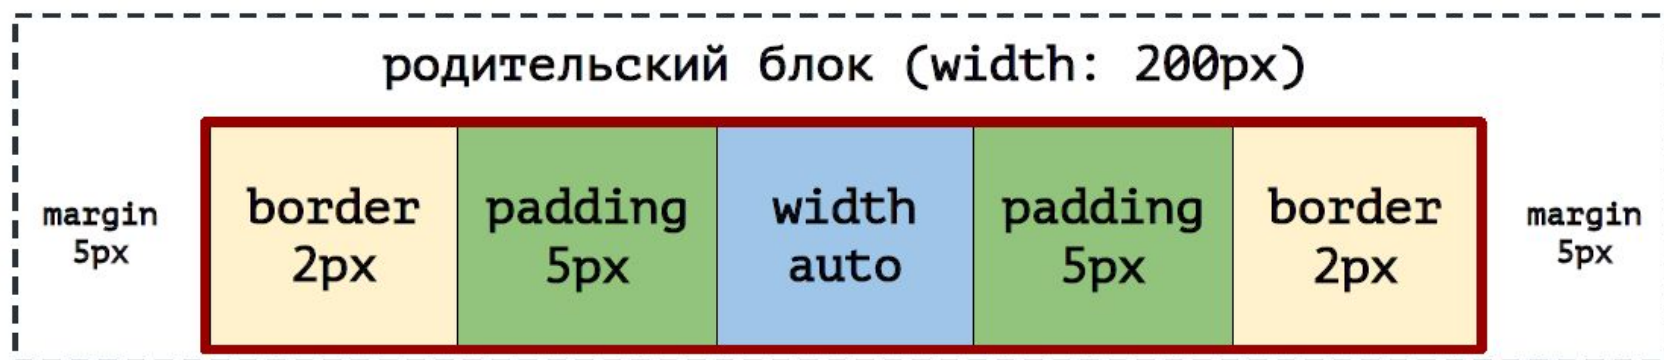 родительский блок (width: 200px)
margin
5px
border
2px
padding
5px
width
auto
padding
5px
border
2px
margin
5px